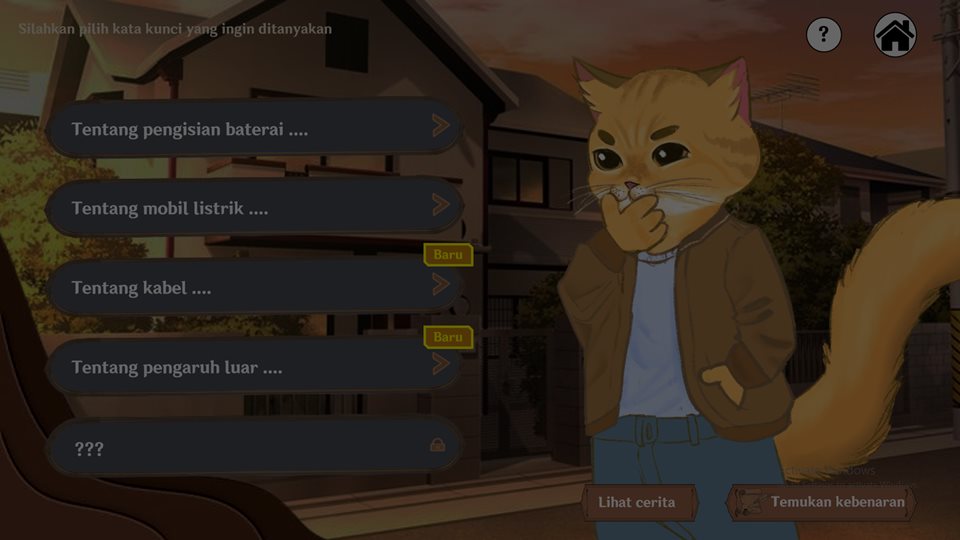 Silahkan pilih kata kunci yang ingin ditanyakan
?
Tentang pengisian baterai ....
Tentang mobil listrik ....
Baru
Tentang kabel ....
Baru
Tentang pengaruh luar ....
???
Lihat cerita
Temukan kebenaran